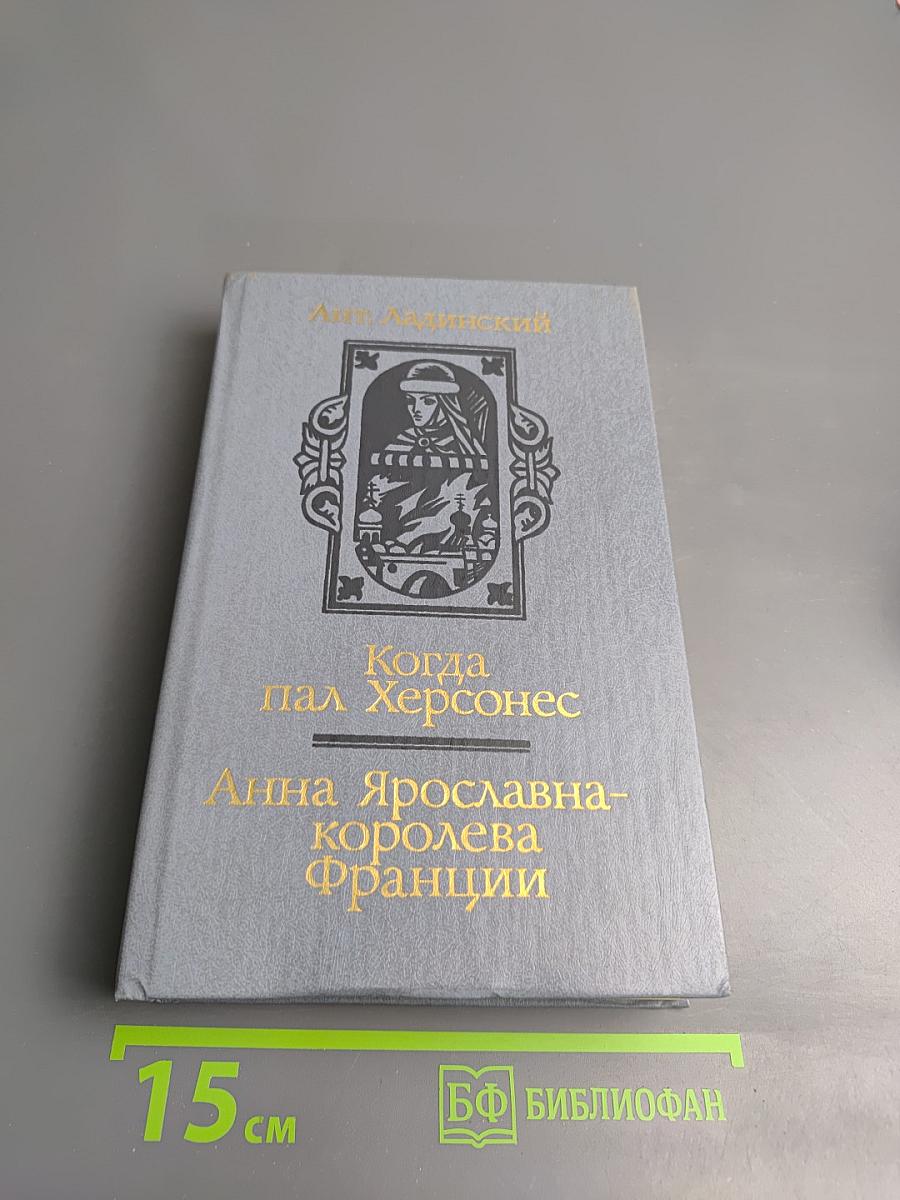 Ант. Ладинский
Когда
пал Херсонес
Анна Ярославна-
королева
Франции
15 см
БФ БИБЛИОФАН